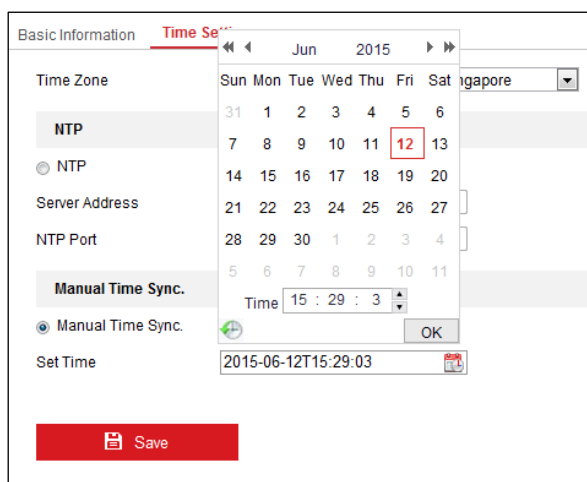 Basic Information Time Se
Jun 2015
Time Zone
Sun Mon Tue Wed Thu Fri Sat
ngapore
31 1 2 3 4 5 6
NTP
7 8 9 10 11 12 13
NTP
14 15 16 17 18 19 20
Server Address
21 22 23 24 25 26 27
NTP Port
28 29 30 1 2 3 4
5 6 7 8 9 10 11
Manual Time Sync.
Time 15 : 29 : 3
Manual Time Sync.
OK
Set Time
2015-06-12T15:29:03
Save